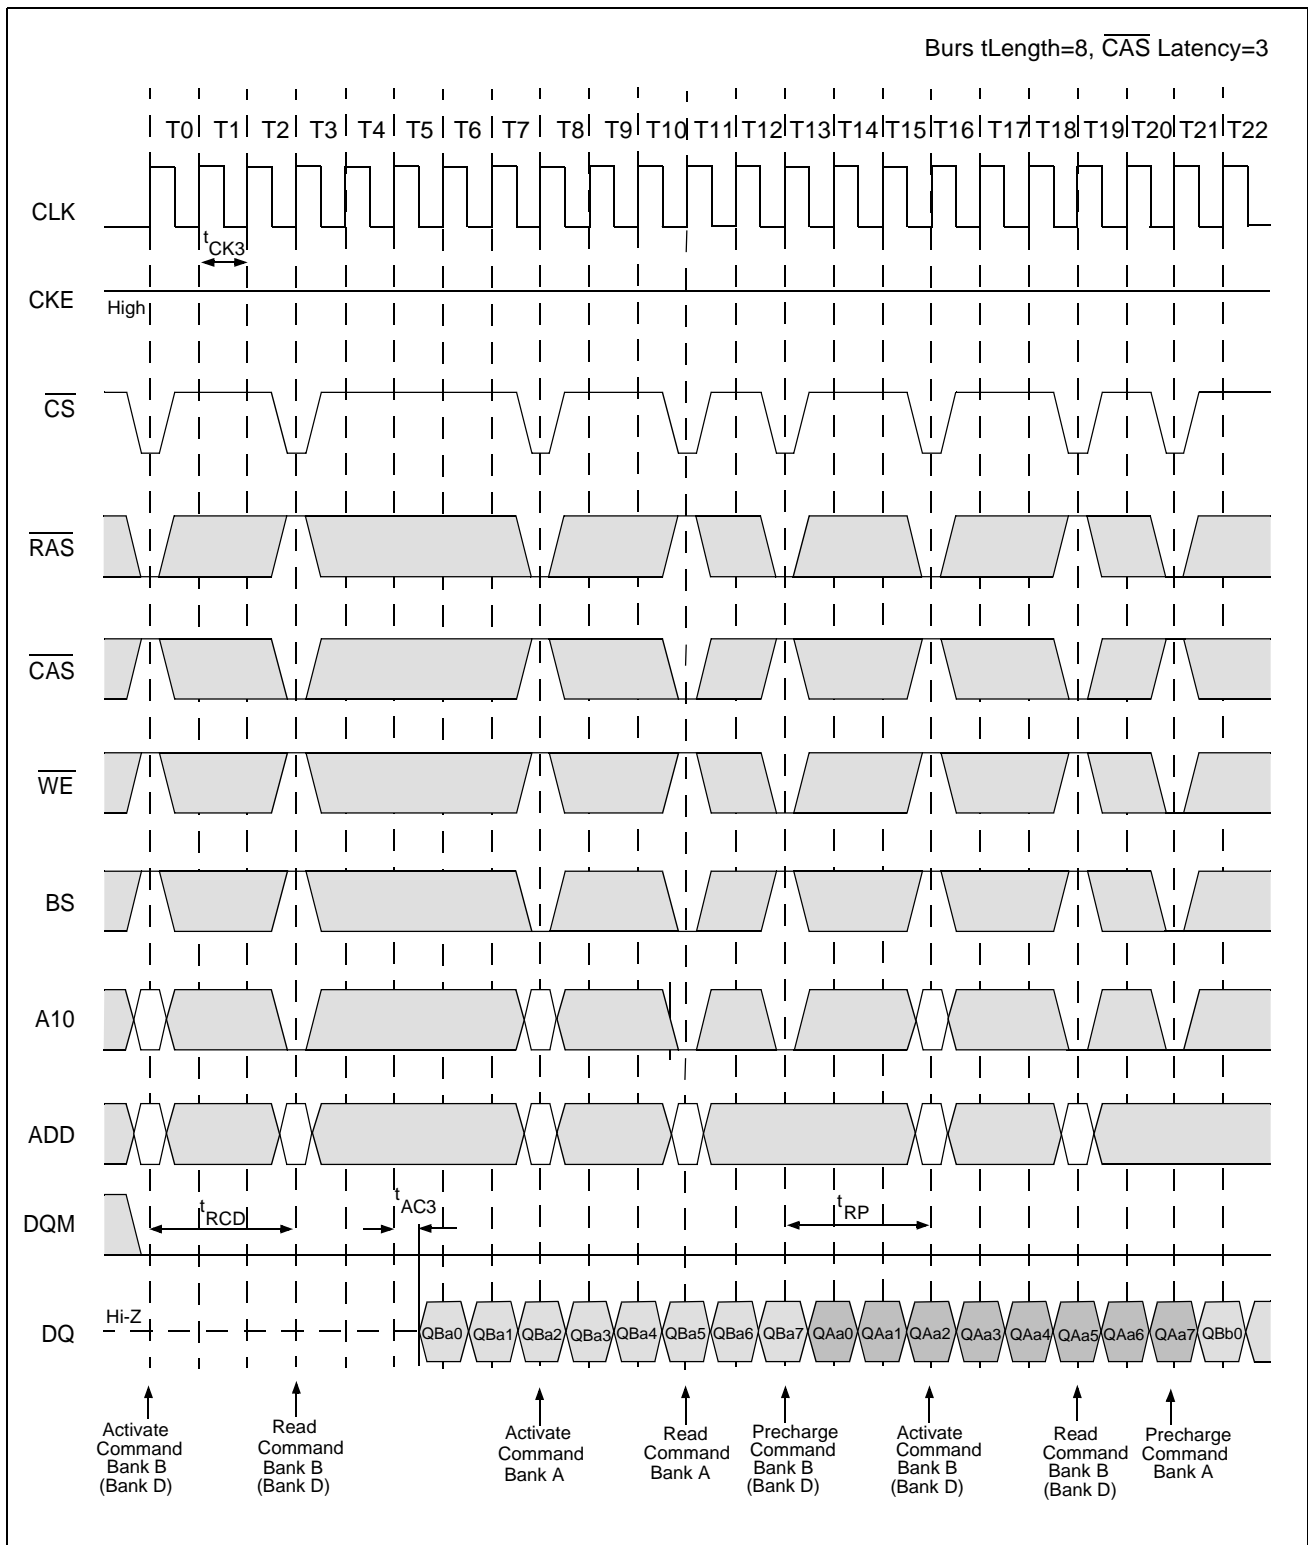 Burs tLength=8, CAS Latency=3
T0 T1 T2 T3 T4 T5 T6 T7 T8 T9 T10 T11 T12 T13 T14 T15 T16 T17 T18 T19 T20 T21 T22
CLK
tCK3
CKE
High
CS
RAS
CAS
WE
BS
A10
ADD
DQM
tRCD
tAC3
tRP
DQ
Hi-Z
QBa0 QBa1 QBa2 QBa3 QBa4 QBa5 QBa6 QBa7 QAa0 QAa1 QAa2 QAa3 QAa4 QAa5 QAa6 QAa7 QBb0
Activate
Command
Bank B
(Bank D)
Read
Command
Bank B
(Bank D)
Activate
Command
Bank A
Read
Command
Bank A
Precharge
Command
Bank B
(Bank D)
Activate
Command
Bank B
(Bank D)
Read
Command
Bank B
(Bank D)
Precharge
Command
Bank A